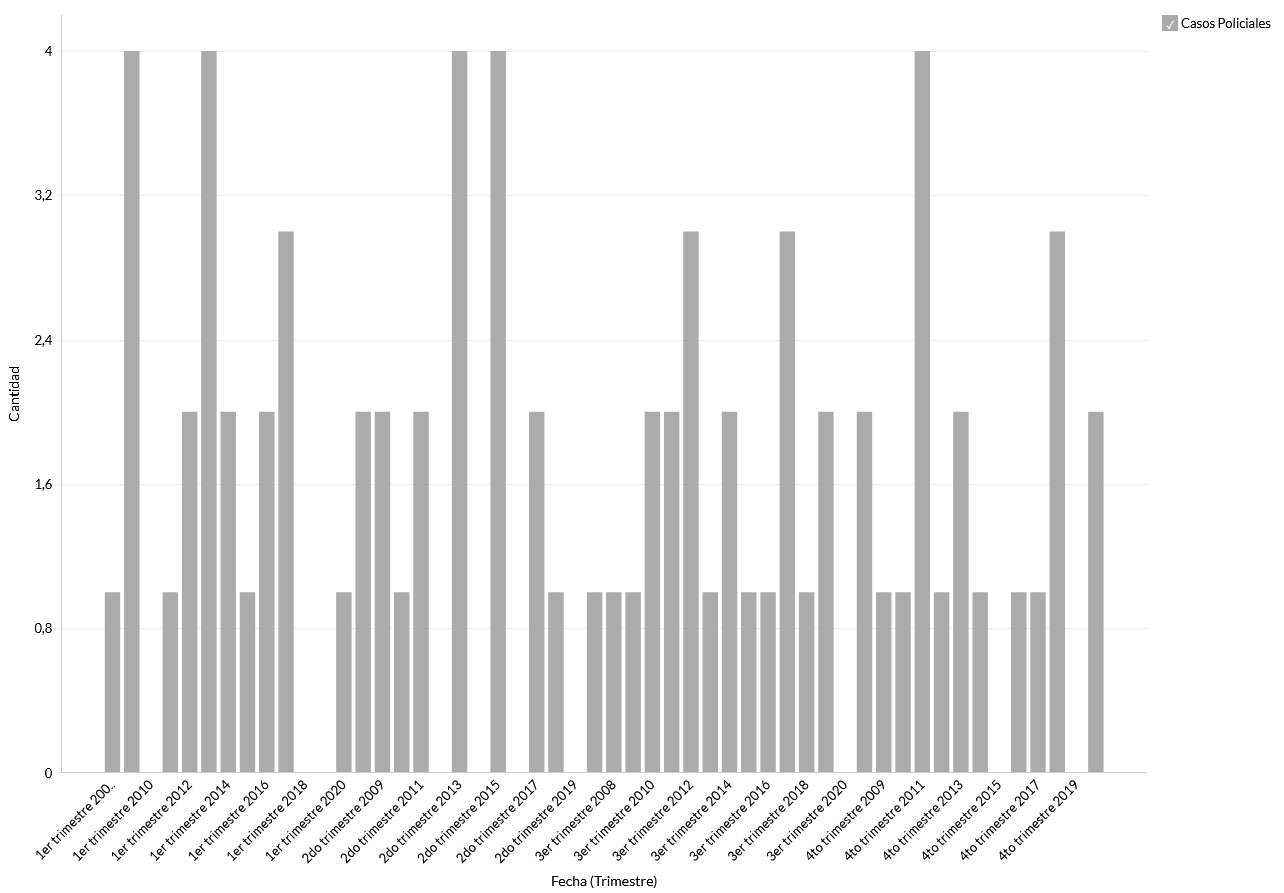 Casos Policiales
4
3,2
2,4
1,6
0,8
0
Cantidad
1er trimestre 200..
1er trimestre 2010
1er trimestre 2012
1er trimestre 2014
1er trimestre 2016
1er trimestre 2018
1er trimestre 2020
2do trimestre 2009
2do trimestre 2011
2do trimestre 2013
2do trimestre 2015
2do trimestre 2017
2do trimestre 2019
3er trimestre 2008
3er trimestre 2010
3er trimestre 2012
3er trimestre 2014
3er trimestre 2016
3er trimestre 2018
3er trimestre 2020
4to trimestre 2009
4to trimestre 2011
4to trimestre 2013
4to trimestre 2015
4to trimestre 2017
4to trimestre 2019
Fecha (Trimestre)